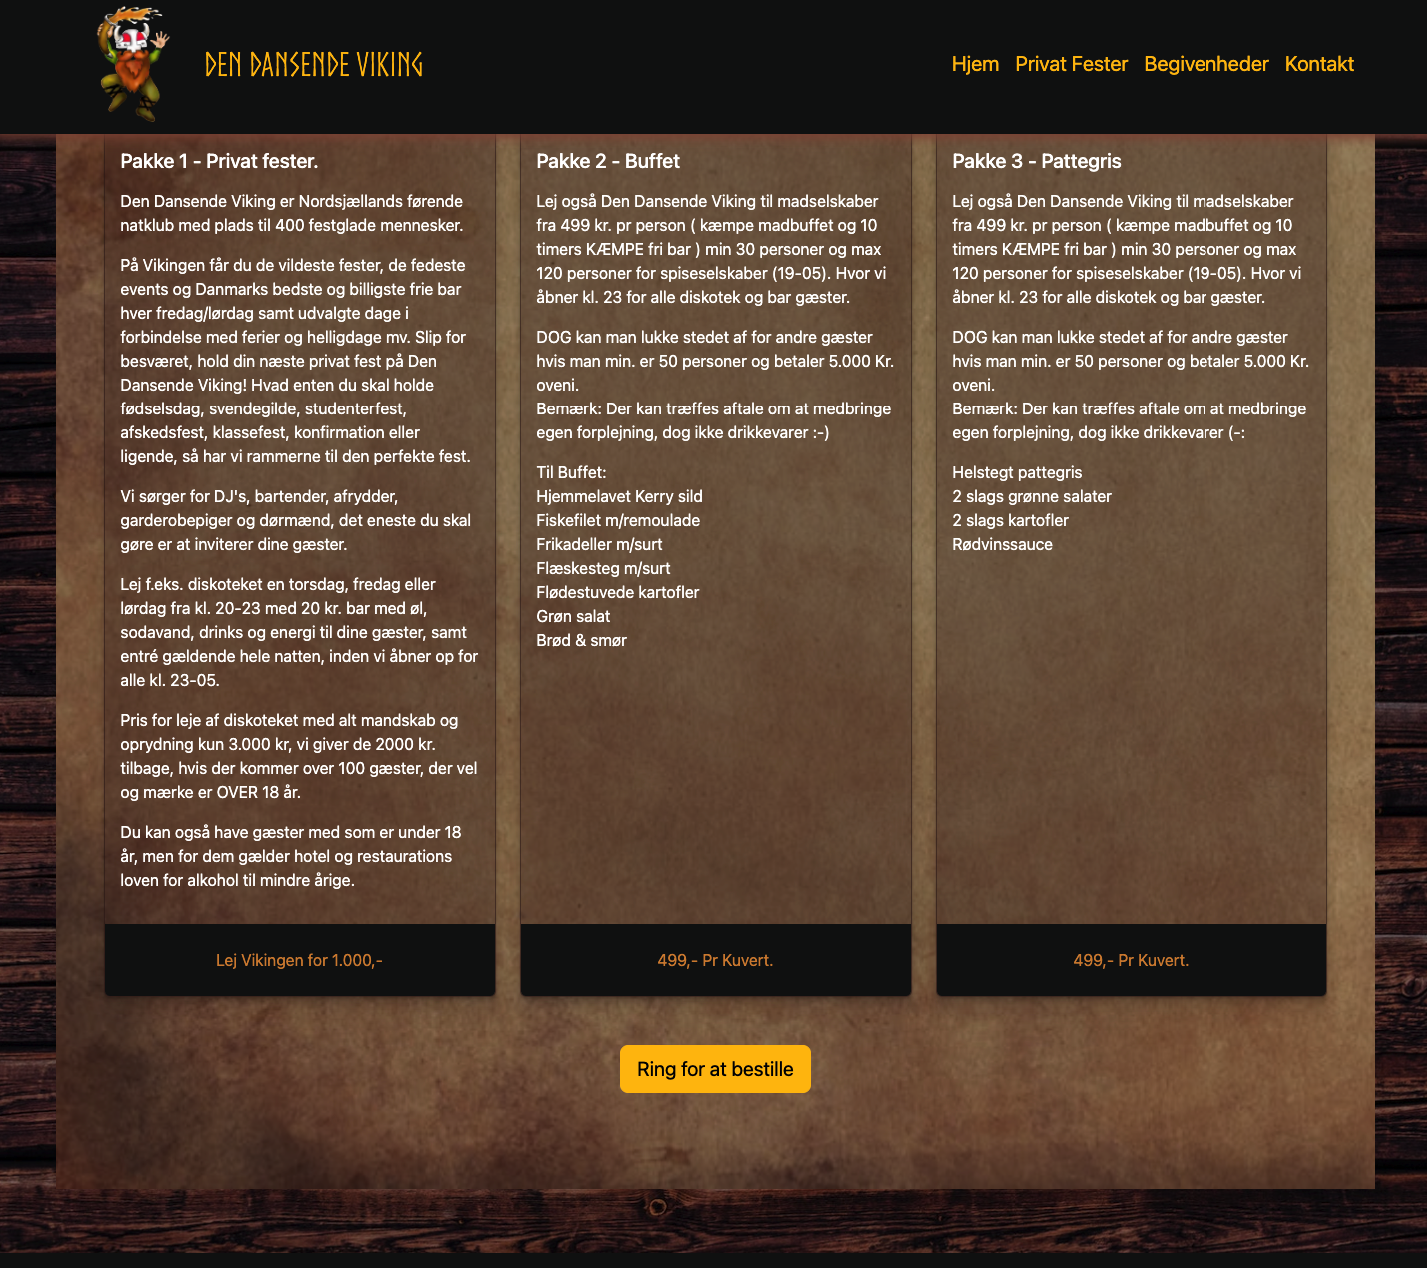 DEN DANSENDE VIKING
Hjem Privat Fester Begivenheder Kontakt
Pakke 1 - Privat fester.
Den Dansende Viking er Nordsjællands førende
natklub med plads til 400 festglade mennesker.
På Vikingen får du de vildeste fester, de fedeste
events og Danmarks bedste og billigste frie bar
hver fredag/lørdag samt udvalgte dage i
forbindelse med ferier og helligdage mv. Slip for
besværet, hold din næste privat fest på Den
Dansende Viking! Hvad enten du skal holde
fødselsdag, svendegilde, studenterfest,
afskedsfest, klassefest, konfirmation eller
ligende, så har vi rammerne til den perfekte fest.
Vi sørger for DJ's, bartender, afrydder,
garderobepiger og dørmænd, det eneste du skal
gøre er at inviterer dine gæster.
Lej f.eks. diskoteket en torsdag, fredag eller
lørdag fra kl. 20-23 med 20 kr. bar med øl,
sodavand, drinks og energi til dine gæster, samt
entré gældende hele natten, inden vi åbner op for
alle kl. 23-05.
Pris for leje af diskoteket med alt mandskab og
oprydning kun 3.000 kr, vi giver de 2000 kr.
tilbage, hvis der kommer over 100 gæster, der vel
og mærke er OVER 18 år.
Du kan også have gæster med som er under 18
år, men for dem gælder hotel og restaurations
loven for alkohol til mindre årige.
Lej Vikingen for 1.000,-
Pakke 2 - Buffet
Lej også Den Dansende Viking til madselskaber
fra 499 kr. pr person ( kæmpe madbuffet og 10
timers KÆMPE fri bar ) min 30 personer og max
120 personer for spiseselskaber (19-05). Hvor vi
åbner kl. 23 for alle diskotek og bar gæster.
DOG kan man lukke stedet af for andre gæster
hvis man min. er 50 personer og betaler 5.000 Kr.
oveni.
Bemærk: Der kan træffes aftale om at medbringe
egen forplejning, dog ikke drikkevarer :-)
Til Buffet:
Hjemmelavet Kerry sild
Fiskefilet m/remoulade
Frikadeller m/surt
Flæskesteg m/surt
Flødestuvede kartofler
Grøn salat
Brød & smør
499,- Pr Kuvert.
Pakke 3 - Pattegris
Lej også Den Dansende Viking til madselskaber
fra 499 kr. pr person ( kæmpe madbuffet og 10
timers KÆMPE fri bar ) min 30 personer og max
120 personer for spiseselskaber (19-05). Hvor vi
åbner kl. 23 for alle diskotek og bar gæster.
DOG kan man lukke stedet af for andre gæster
hvis man min. er 50 personer og betaler 5.000 Kr.
oveni.
Bemærk: Der kan træffes aftale om at medbringe
egen forplejning, dog ikke drikkevarer (-:
Helstegt pattegris
2 slags grønne salater
2 slags kartofler
Rødvinssauce
499,- Pr Kuvert.
Ring for at bestille